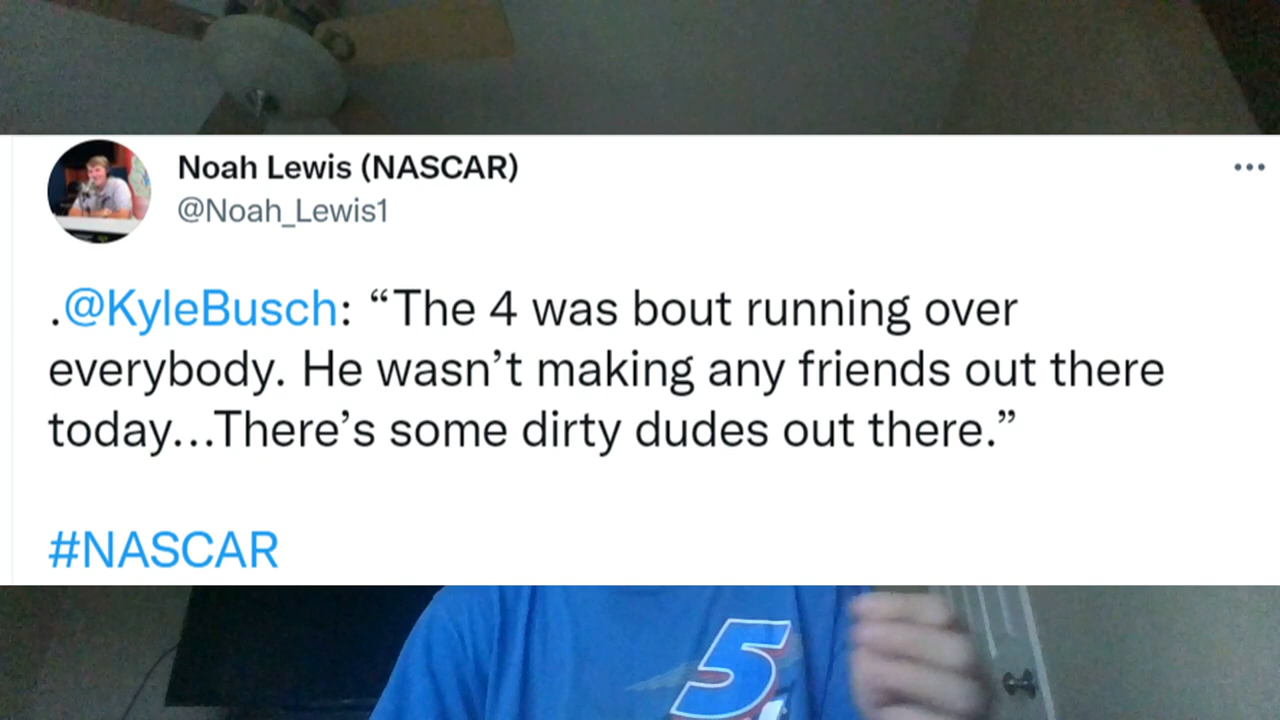 Noah Lewis (NASCAR)
@Noah_Lewis1
.@KyleBusch: “The 4 was bout running over
everybody. He wasn’t making any friends out there
today...There’s some dirty dudes out there.”
#NASCAR
5